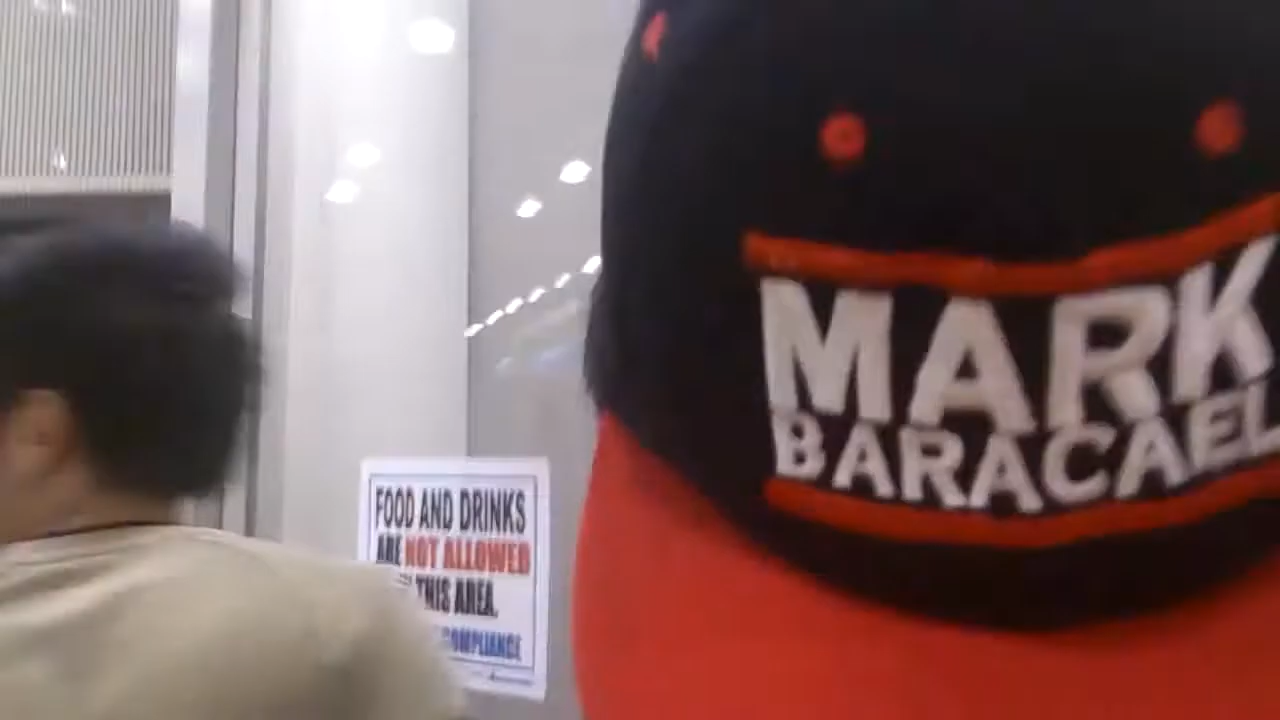 MARK
BARACAEL
FOOD AND DRINKS
ARE NOT ALLOWED
THIS AREA.
COMPLIANCE